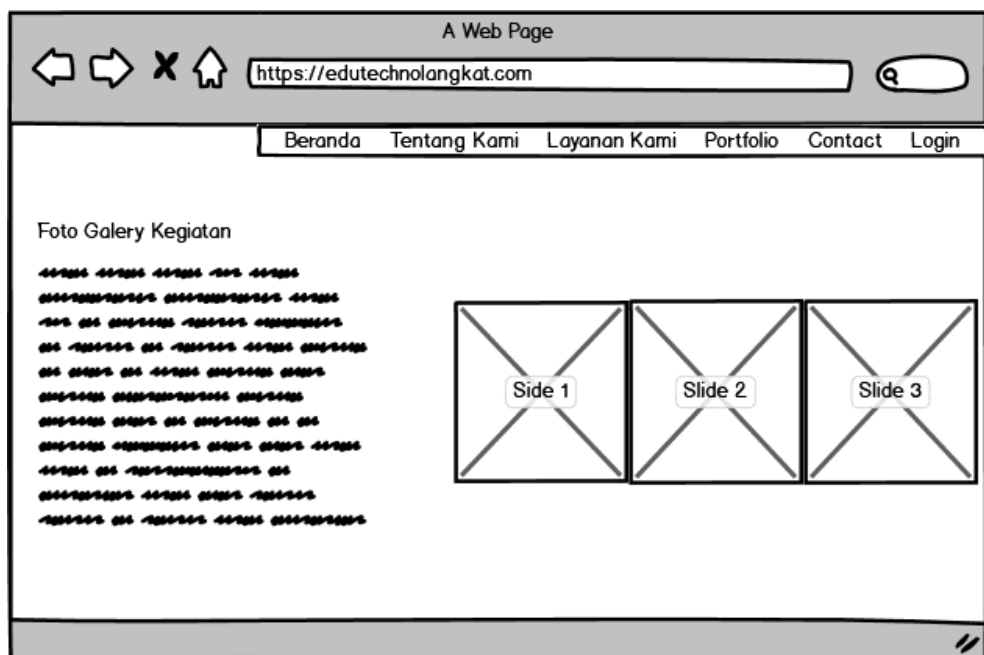 A Web Page
https://edutechnolangkat.com
Beranda Tentang Kami Layanan Kami Portfolio Contact Login
Foto Galery Kegiatan
Side 1 Slide 2 Slide 3